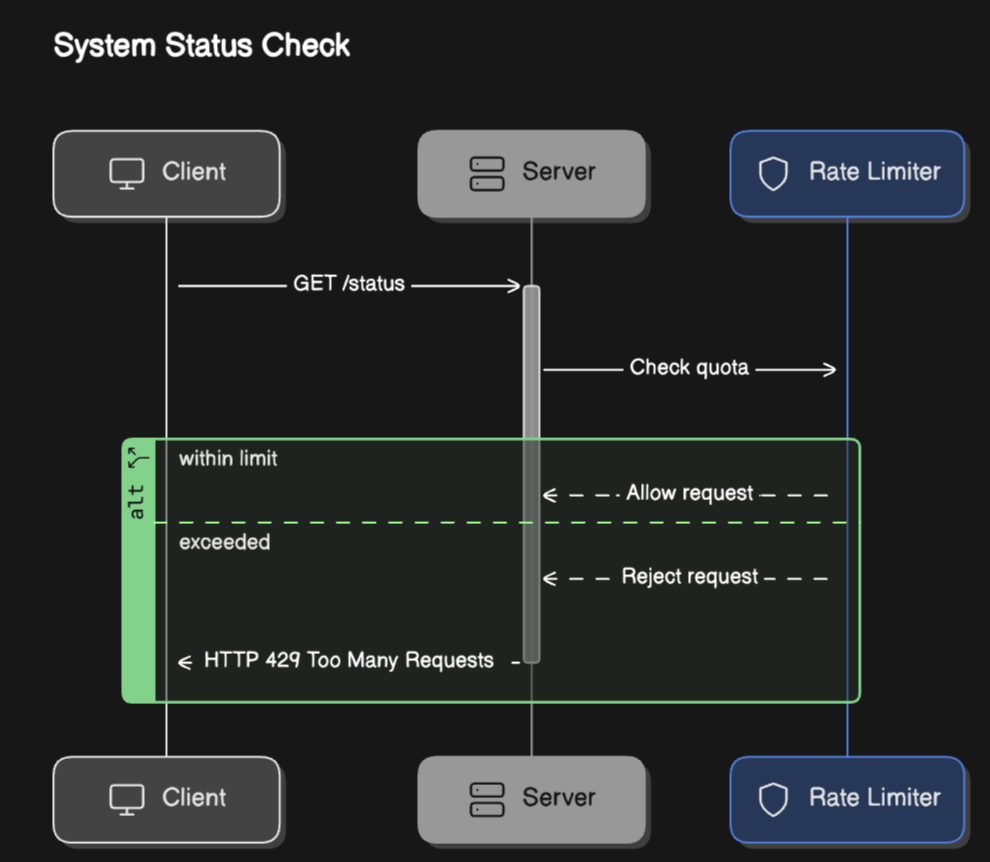 System Status Check
Client
Server
Rate Limiter
GET /status
Check quota
alt
within limit
Allow request
exceeded
Reject request
HTTP 429 Too Many Requests
Client
Server
Rate Limiter